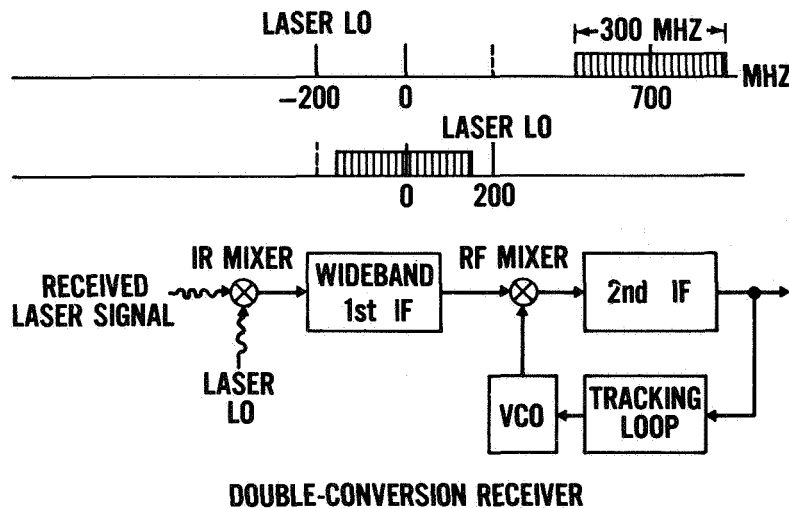 LASER LO
300 MHZ
MHZ
-200
0
700
LASER LO
0
200
IR MIXER
RF MIXER
RECEIVED
LASER SIGNAL
WIDEBAND
1st IF
2nd IF
LASER
LO
VCO
TRACKING
LOOP
DOUBLE-CONVERSION RECEIVER